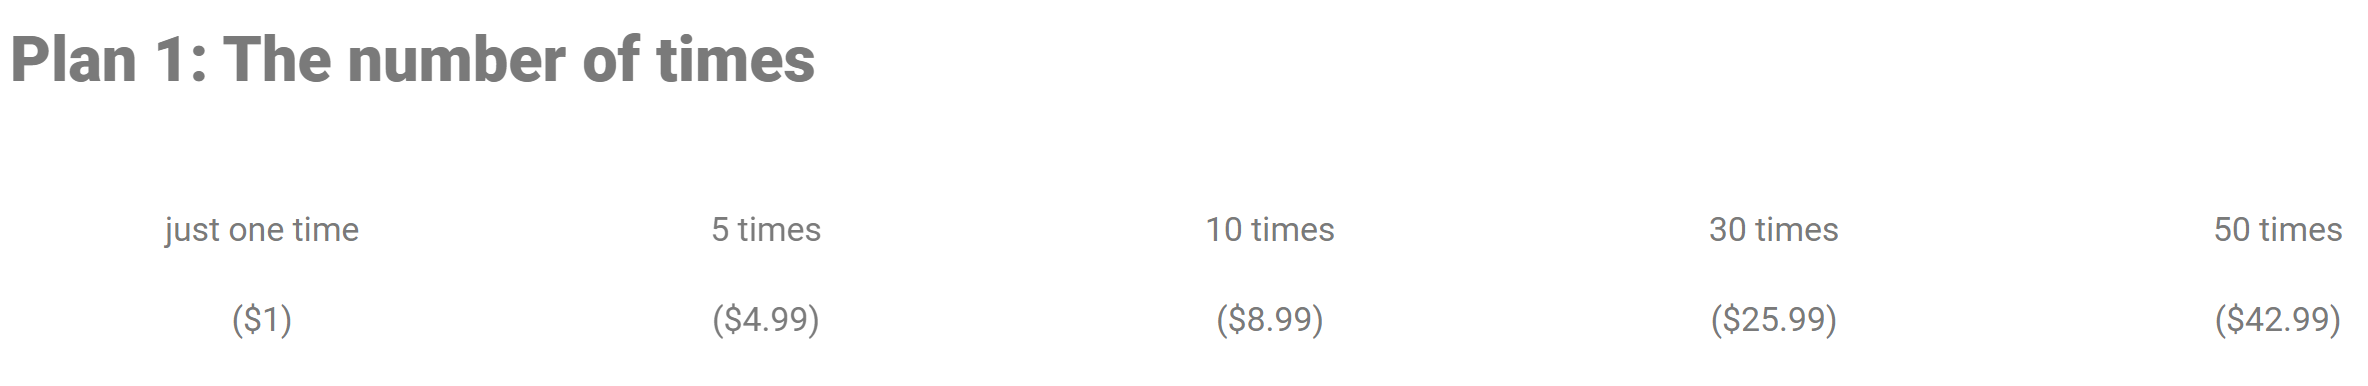 Plan 1: The number of times
just one time 5 times 10 times 30 times 50 times
($1) ($4.99) ($8.99) ($25.99) ($42.99)